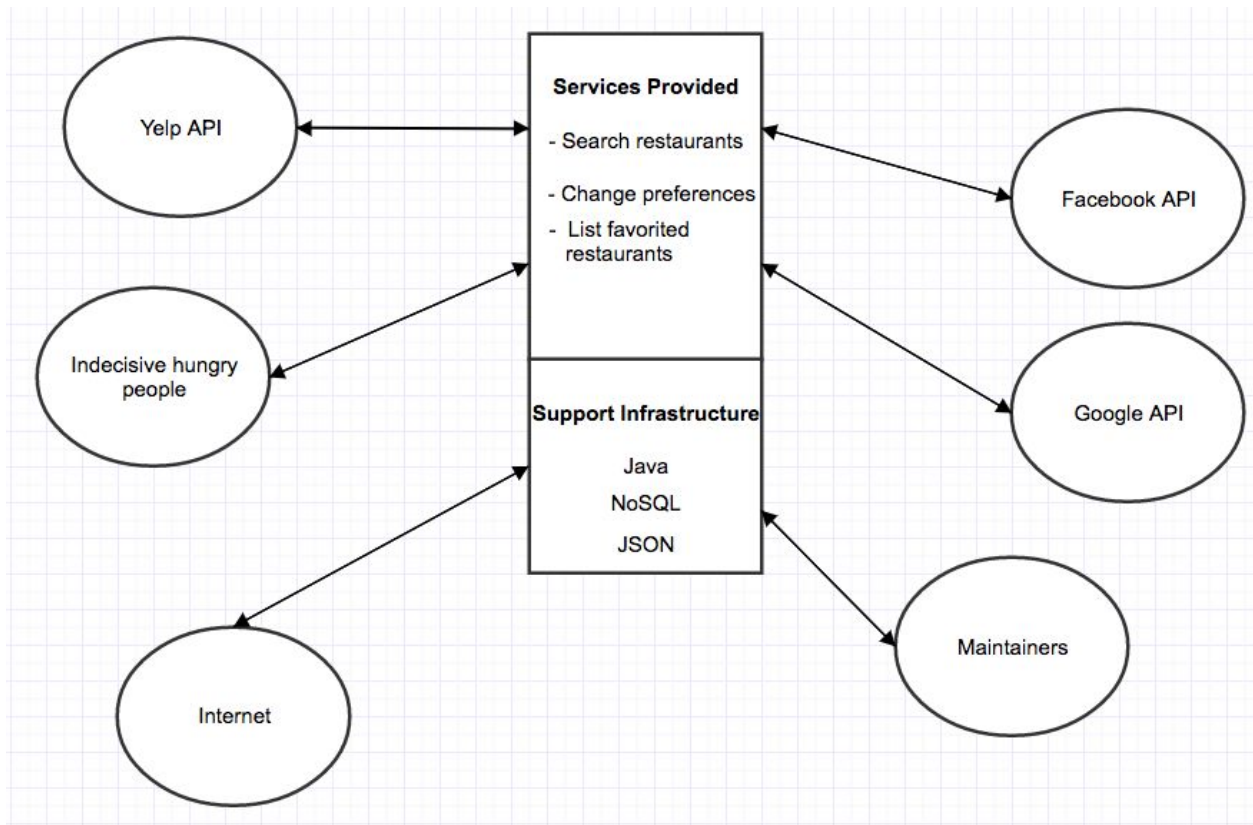 Services Provided
- Search restaurants
- Change preferences
- List favorited
restaurants
Support Infrastructure
Java
NoSQL
JSON
Yelp API
Indecisive hungry
people
Internet
Facebook API
Google API
Maintainers